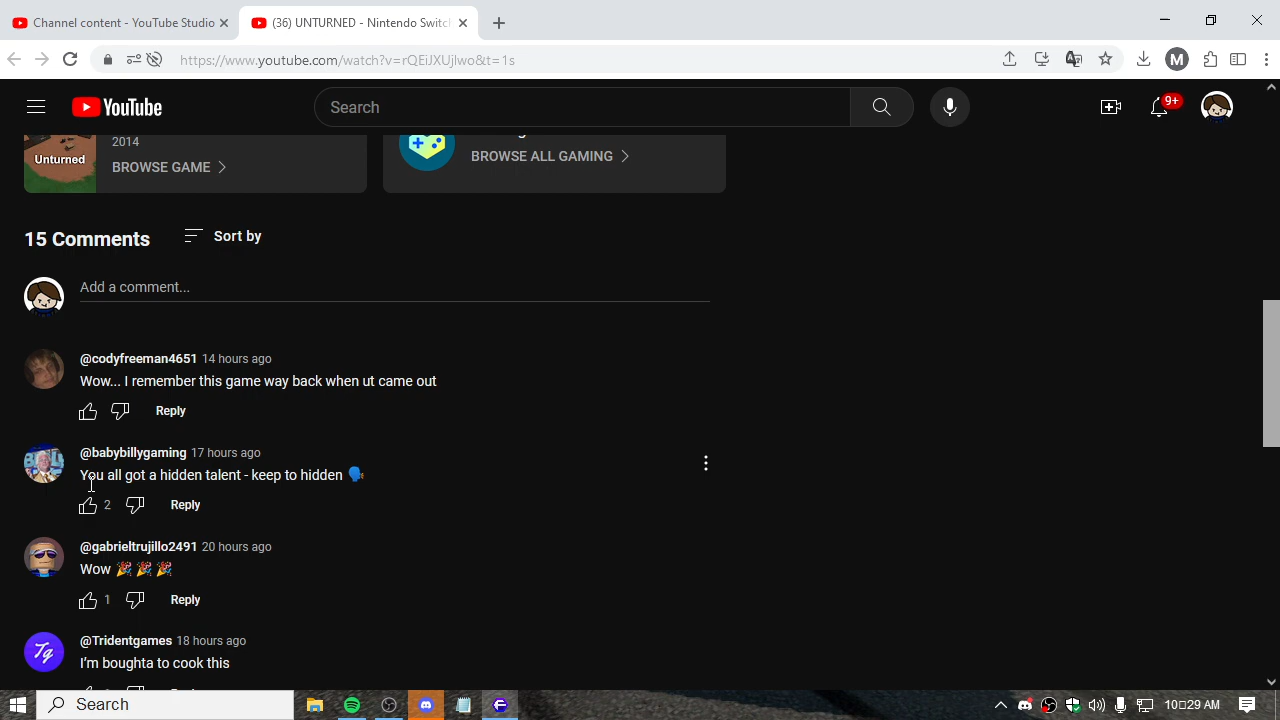 Channel content - YouTube Studio
(36) UNTURNED - Nintendo Switc
https://www.youtube.com/watch?v=rQEiJXUjlwo&t=1s
M
YouTube
Search
9+
Unturned
2014
BROWSE GAME
BROWSE ALL GAMING
15 Comments
Sort by
Add a comment...
@codyfreeman4651 14 hours ago
Wow... I remember this game way back when ut came out
Reply
@babybillygaming 17 hours ago
You all got a hidden talent - keep to hidden 🗣️
2 Reply
@gabrieltrujillo2491 20 hours ago
Wow 🎉 🎉 🎉
1 Reply
Tg
@Tridentgames 18 hours ago
I'm boughta to cook this
Search
10□29 AM